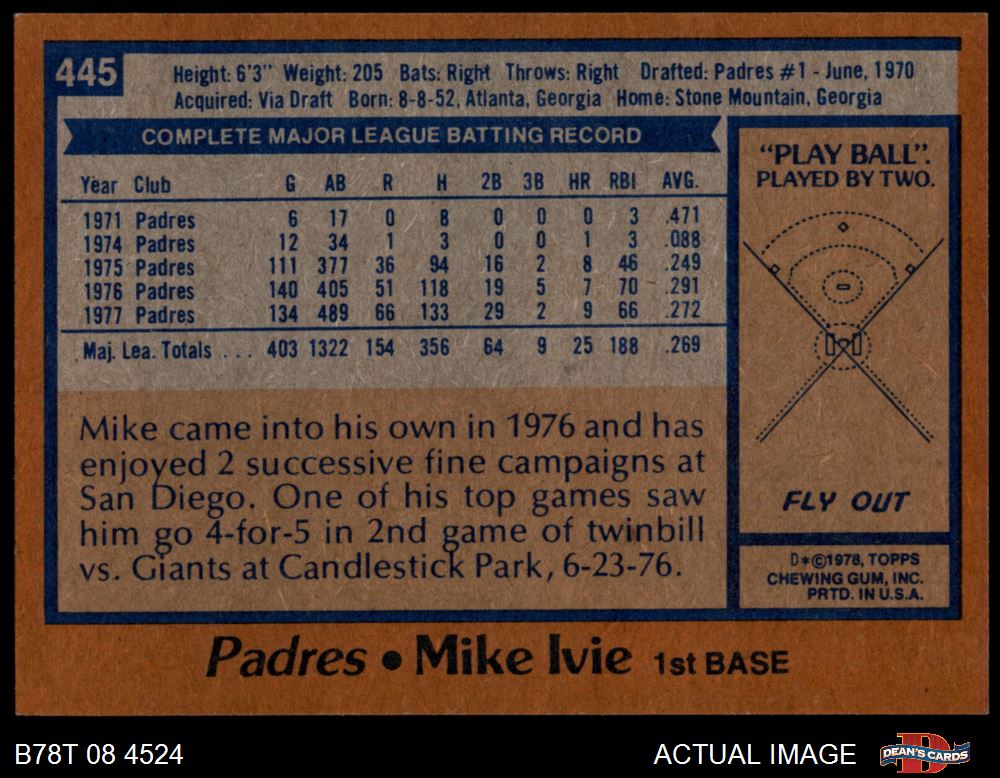 445
Height: 6'3" Weight: 205 Bats: Right Throws: Right Drafted: Padres #1 - June, 1970
Acquired: Via Draft Born: 8-8-52, Atlanta, Georgia Home: Stone Mountain, Georgia
COMPLETE MAJOR LEAGUE BATTING RECORD
Year Club G AB R H 2B 3B HR RBI AVG.
1971 Padres 6 17 0 8 0 0 0 3 .471
1974 Padres 12 34 1 3 0 0 1 3 .088
1975 Padres 111 377 36 94 16 2 8 46 .249
1976 Padres 140 405 51 118 19 5 7 70 .291
1977 Padres 134 489 66 133 29 2 9 66 .272
Maj. Lea. Totals . . . 403 1322 154 356 64 9 25 188 .269
Mike came into his own in 1976 and has
enjoyed 2 successive fine campaigns at
San Diego. One of his top games saw
him go 4-for-5 in 2nd game of twinbill
vs. Giants at Candlestick Park, 6-23-76.
"PLAY BALL".
PLAYED BY TWO.
FLY OUT
D*©1978, TOPPS
CHEWING GUM, INC.
PRTD. IN U.S.A.
Padres • Mike Ivie 1st BASE
B78T 08 4524
ACTUAL IMAGE
D
DEAN'S CARDS